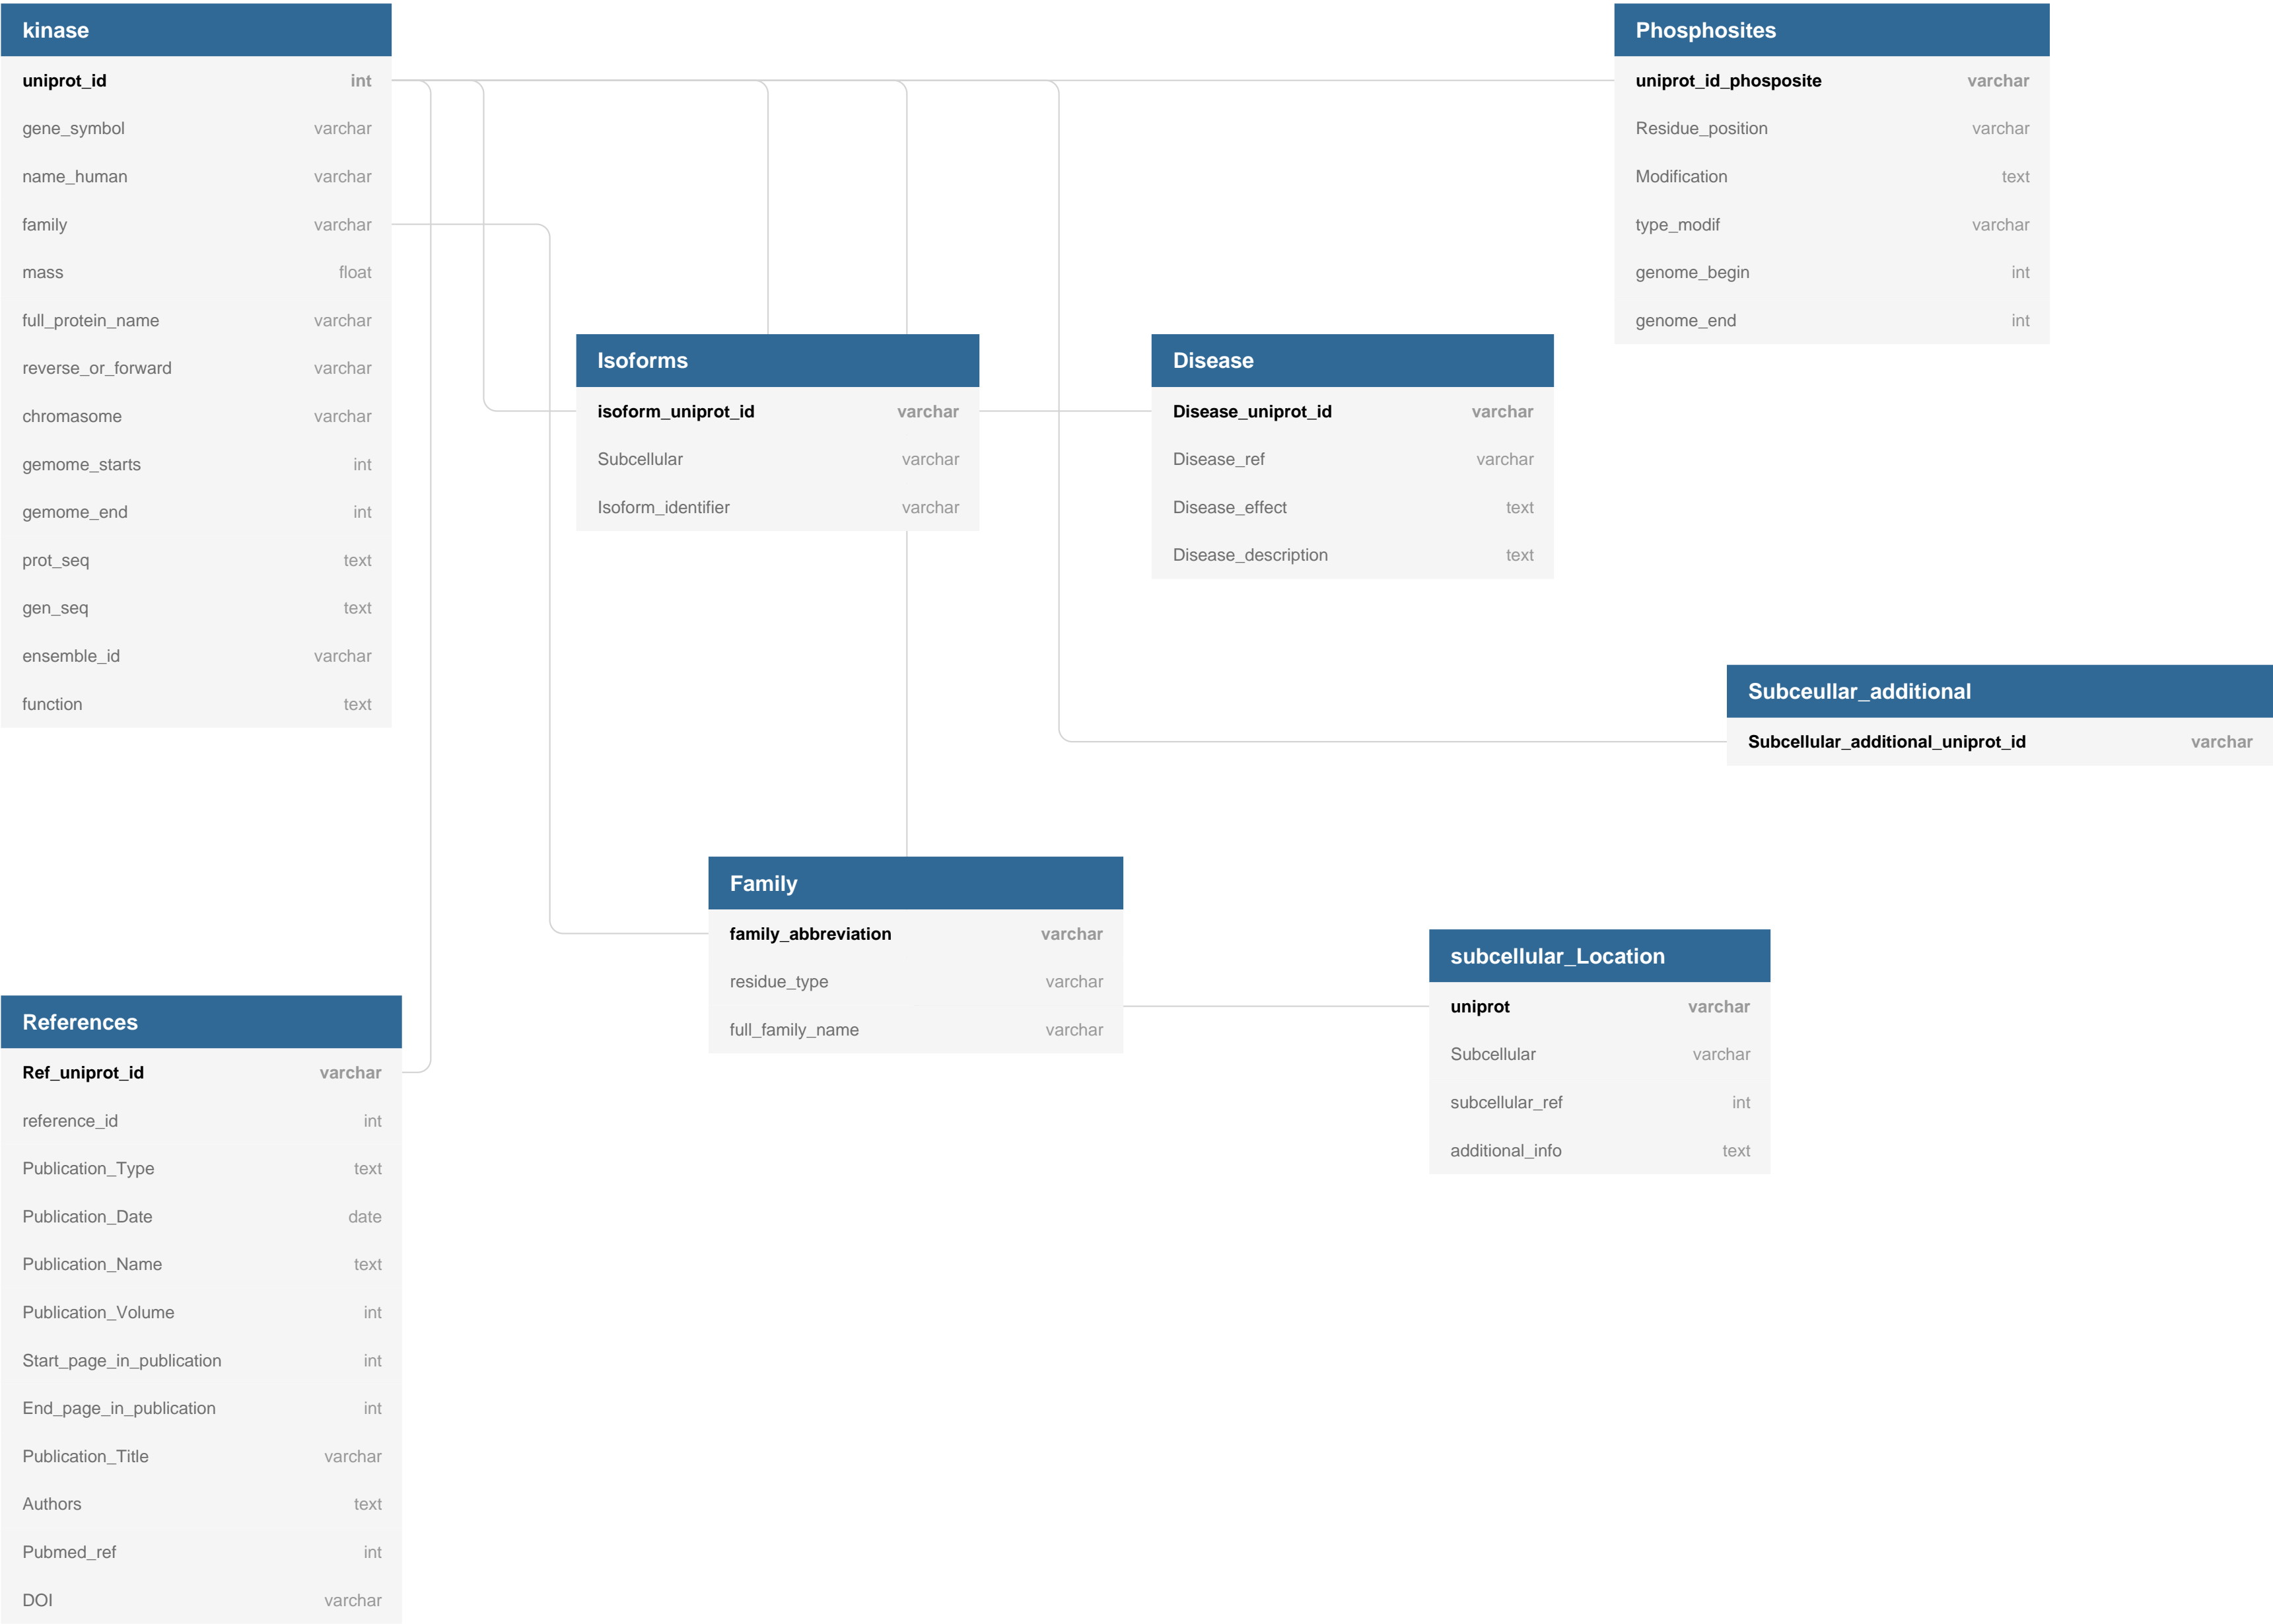 kinase
uniprot_id int
gene_symbol varchar
name_human varchar
family varchar
mass float
full_protein_name varchar
reverse_or_forward varchar
chromasome varchar
gemome_starts int
gemome_end int
prot_seq text
gen_seq text
ensemble_id varchar
function text
Phosphosites
uniprot_id_phosposite varchar
Residue_position varchar
Modification text
type_modif varchar
genome_begin int
genome_end int
Isoforms
isoform_uniprot_id varchar
Subcellular varchar
Isoform_identifier varchar
Disease
Disease_uniprot_id varchar
Disease_ref varchar
Disease_effect text
Disease_description text
Subceullar_additional
Subcellular_additional_uniprot_id varchar
Family
family_abbreviation varchar
residue_type varchar
full_family_name varchar
subcellular_Location
uniprot varchar
Subcellular varchar
subcellular_ref int
additional_info text
References
Ref_uniprot_id varchar
reference_id int
Publication_Type text
Publication_Date date
Publication_Name text
Publication_Volume int
Start_page_in_publication int
End_page_in_publication int
Publication_Title varchar
Authors text
Pubmed_ref int
DOI varchar